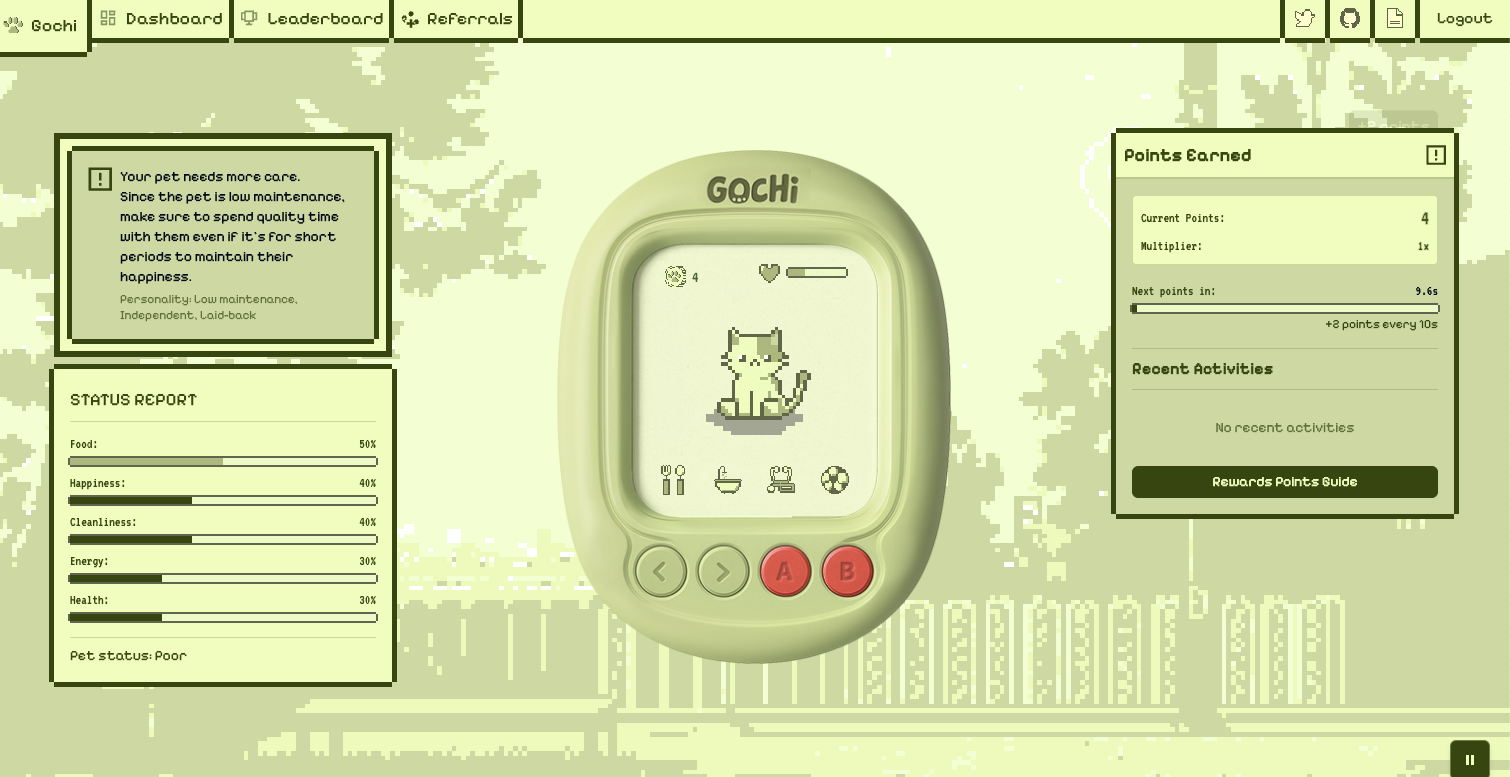 Gochi
Dashboard
Leaderboard
Referrals
Logout
Your pet needs more care.
Since the pet is low maintenance,
make sure to spend quality time
with them even if it's for short
periods to maintain their
happiness.
Personality: Low maintenance,
Independent, Laid-back
STATUS REPORT
Food: 50%
Happiness: 40%
Cleanliness: 40%
Energy: 30%
Health: 30%
Pet status: Poor
GOCHi
4
A B
+2 points
Points Earned
Current Points: 4
Multiplier: 1x
Next points in: 9.6s
+2 points every 10s
Recent Activities
No recent activities
Rewards Points Guide